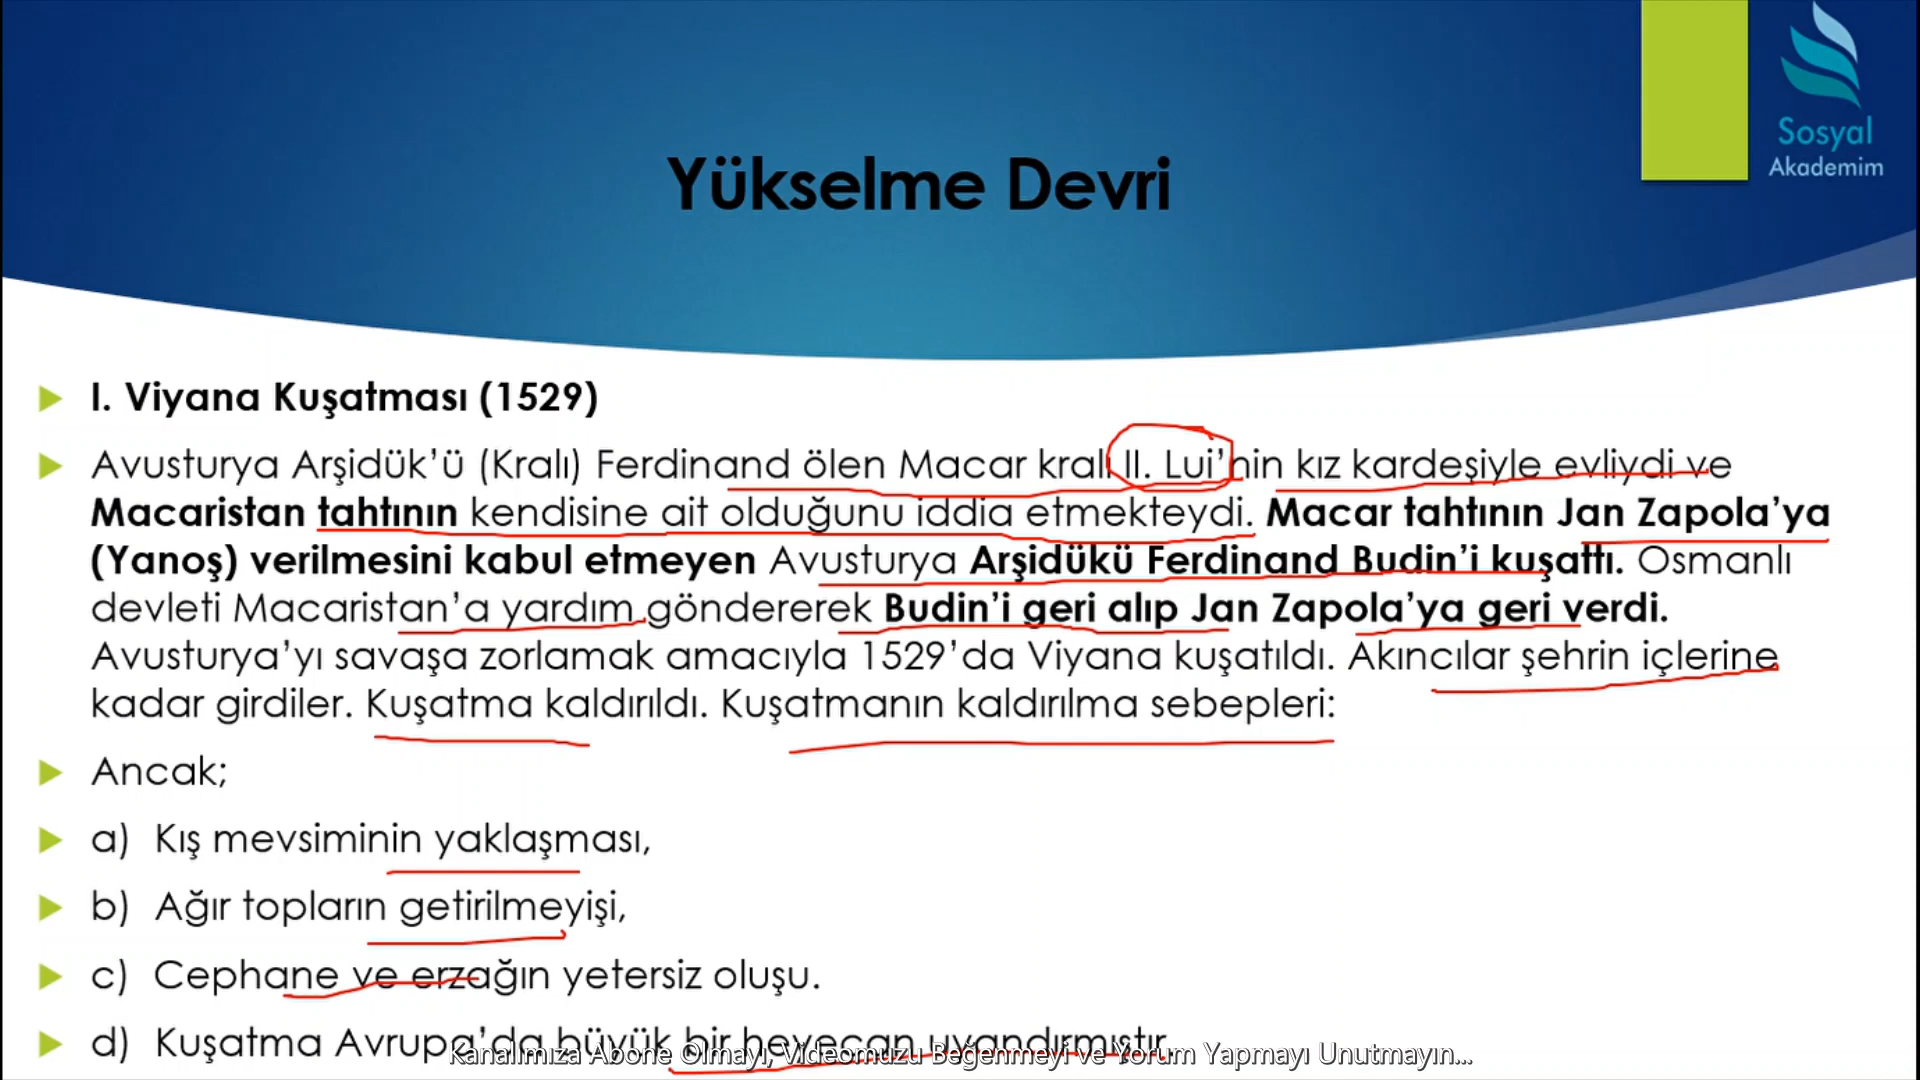 Sosyal
Akademim
Yükselme Devri
I. Viyana Kuşatması (1529)
Avusturya Arşidük’ü (Kralı) Ferdinand ölen Macar kralı II. Lui’nin kız kardeşiyle evliydi ve
Macaristan tahtının kendisine ait olduğunu iddia etmekteydi. Macar tahtının Jan Zapola’ya
(Yanoş) verilmesini kabul etmeyen Avusturya Arşidükü Ferdinand Budin’i kuşattı. Osmanlı
devleti Macaristan’a yardım göndererek Budin’i geri alıp Jan Zapola’ya geri verdi.
Avusturya’yı savaşa zorlamak amacıyla 1529’da Viyana kuşatıldı. Akıncılar şehrin içlerine
kadar girdiler. Kuşatma kaldırıldı. Kuşatmanın kaldırılma sebepleri:
Ancak;
a) Kış mevsiminin yaklaşması,
b) Ağır topların getirilmeyişi,
c) Cephane ve erzağın yetersiz oluşu.
d) Kuşatma Avrupa’da büyük bir heyecan uyandırmıştır.
Kanalımıza Abone Olmayı, Videomuzu Beğenmeyi ve Yorum Yapmayı Unutmayın...